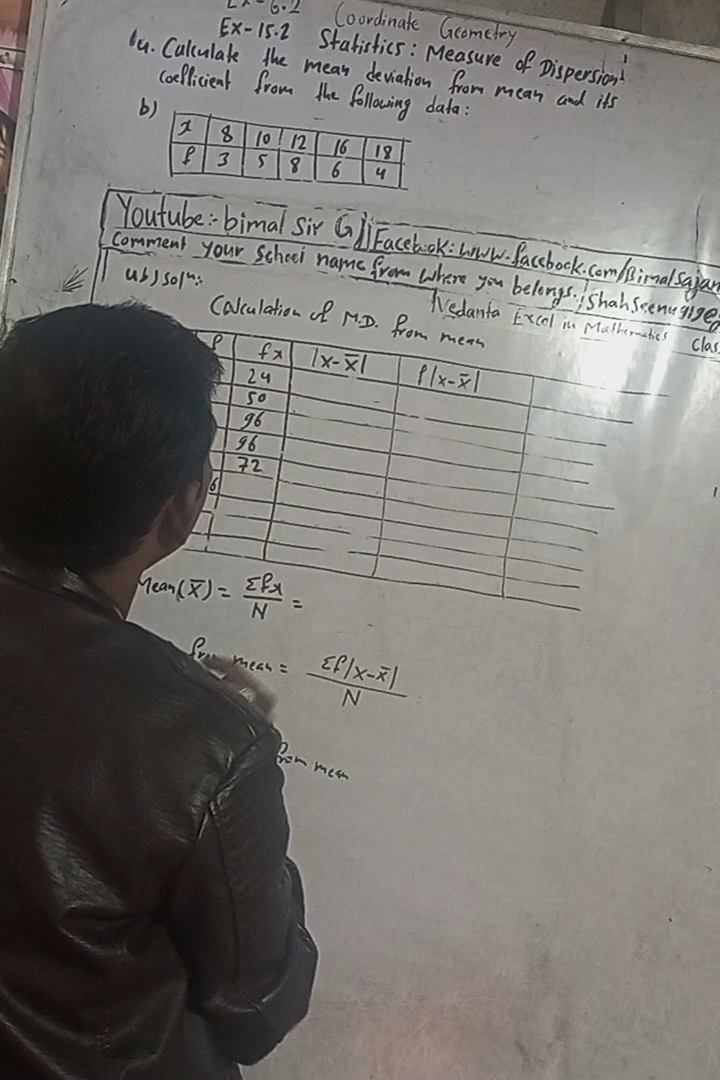 Ex-6.2 Coordinate Geometry
Ex-15.2 Statistics: Measure of Dispersion
4. Calculate the mean deviation from mean and its
coefficient from the following data:
b)
x 8 10 12 16 18
f 3 5 8 6 4
Youtube:- bimal Sir G Facebook: www.facebook.com/Bimalsajan
Comment your School name from where you belongs.
4b) Solⁿ: Vedanta Excel in Mathematics Clas
Calculation of M.D. from mean
f fx |x-x̄| f|x-x̄|
24
50
96
96
72
6
Mean(x̄) = Σfx/N =
from mean = Σf|x-x̄|/N
from mean